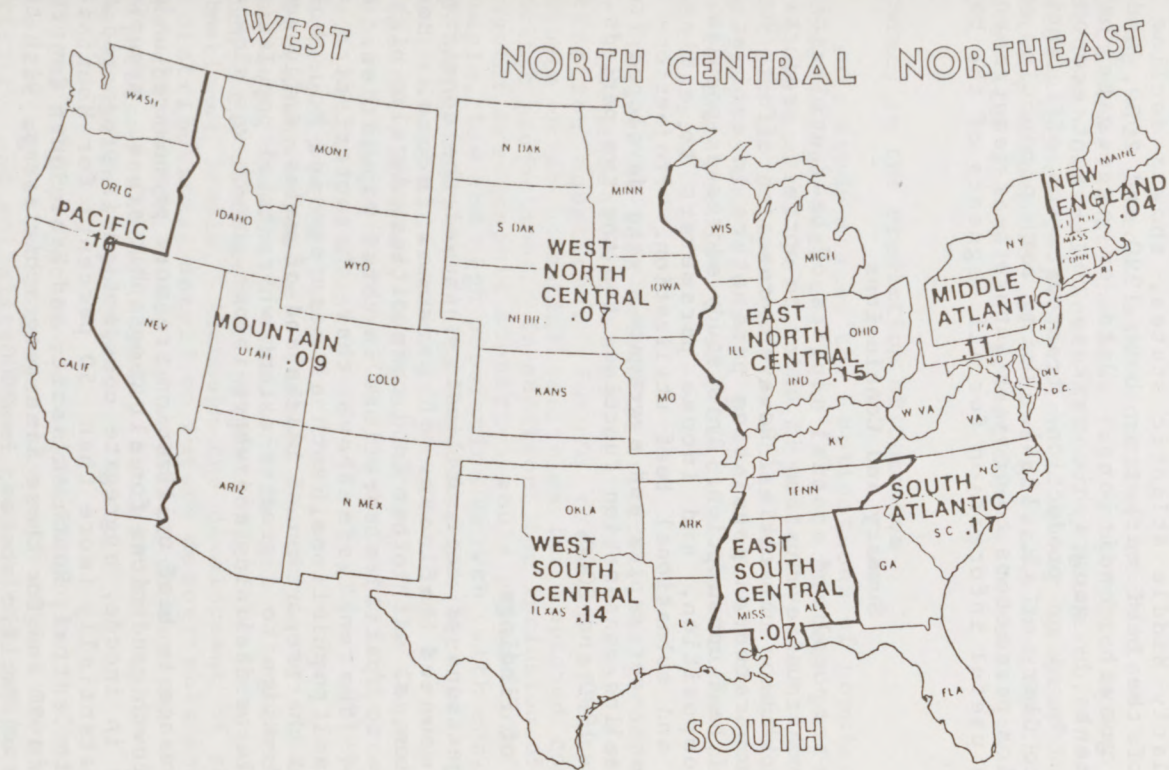 WEST
NORTH CENTRAL
NORTHEAST
WASH
OREG
PACIFIC
.16
CALIF
NEV
IDAHO
MONT
WYO
MOUNTAIN
UTAH .09
COLO
ARIZ
N MEX
N DAK
S DAK
NEBR
KANS
MINN
IOWA
MO
WEST
NORTH
CENTRAL
.07
WIS
MICH
ILL
IND
OHIO
EAST
NORTH
CENTRAL
.15
NEW
ENGLAND
.04
MAINE
N H
MASS
CONN
R I
NY
MIDDLE
ATLANTIC
PA
.11
N J
MD
DEL
D C
W VA
VA
KY
TENN
NC
SOUTH
ATLANTIC
S C .17
GA
FLA
OKLA
ARK
WEST
SOUTH
CENTRAL
TEXAS .14
LA
EAST
SOUTH
CENTRAL
MISS
ALA
.07
SOUTH